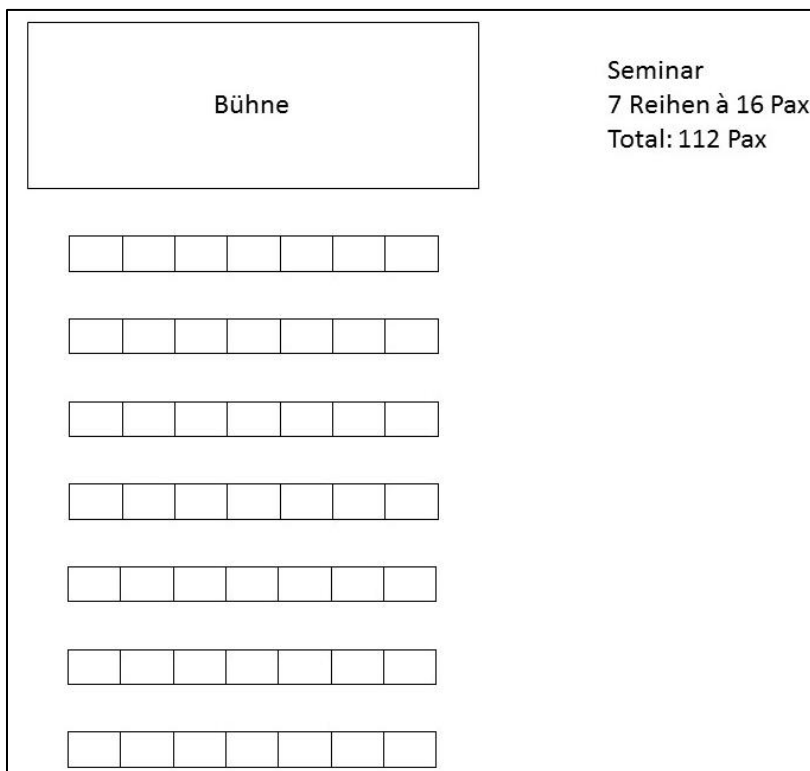 Bühne
Seminar
7 Reihen à 16 Pax
Total: 112 Pax